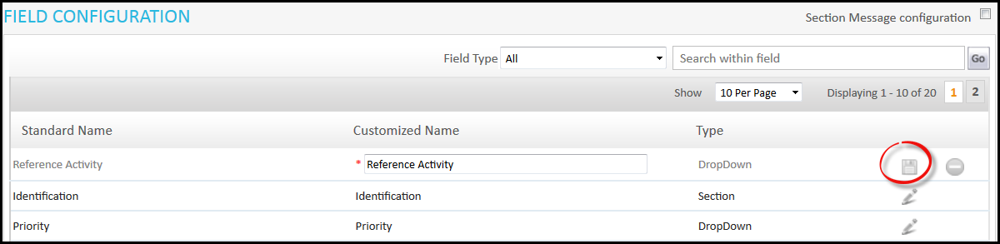 FIELD CONFIGURATION Section Message configuration
Field Type All Search within field Go
Show 10 Per Page Displaying 1 - 10 of 20 1 2
Standard Name Customized Name Type
Reference Activity * Reference Activity DropDown
Identification Identification Section
Priority Priority DropDown